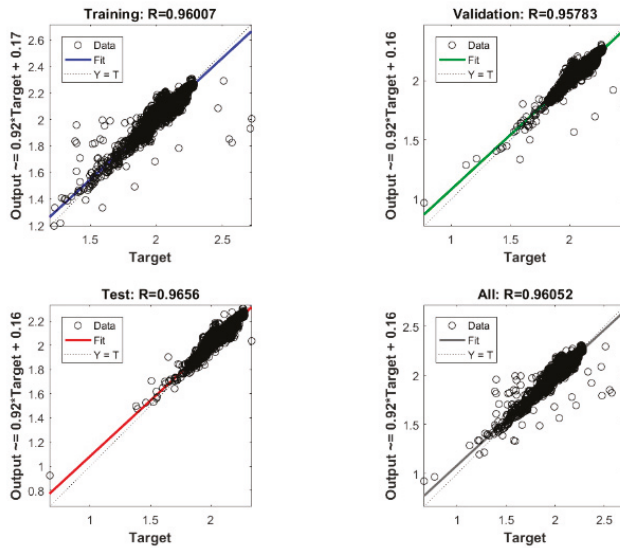 Training: R=0.96007
Output ~= 0.92*Target + 0.17
2.6
2.4
2.2
2
1.8
1.6
1.4
1.2
Data
Fit
Y = T
1.5
2
2.5
Target
Validation: R=0.95783
Output ~= 0.92*Target + 0.16
2
1.5
1
Data
Fit
Y = T
1
1.5
2
Target
Test: R=0.9656
Output ~= 0.92*Target + 0.16
2.2
2
1.8
1.6
1.4
1.2
1
0.8
Data
Fit
Y = T
1
1.5
2
Target
All: R=0.96052
Output ~= 0.92*Target + 0.16
2.5
2
1.5
1
Data
Fit
Y = T
1
1.5
2
2.5
Target